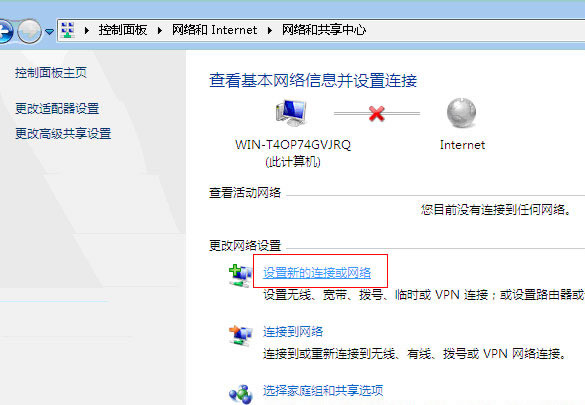 控制面板 ▸ 网络和 Internet ▸ 网络和共享中心
控制面板主页
更改适配器设置
更改高级共享设置
查看基本网络信息并设置连接
WIN-T4OP74GVJRQ
(此计算机)
Internet
查看活动网络
您目前没有连接到任何网络。
更改网络设置
设置新的连接或网络
设置无线、宽带、拨号、临时或 VPN 连接；或设置路由器或
连接到网络
连接到或重新连接到无线、有线、拨号或 VPN 网络连接。
选择家庭组和共享选项